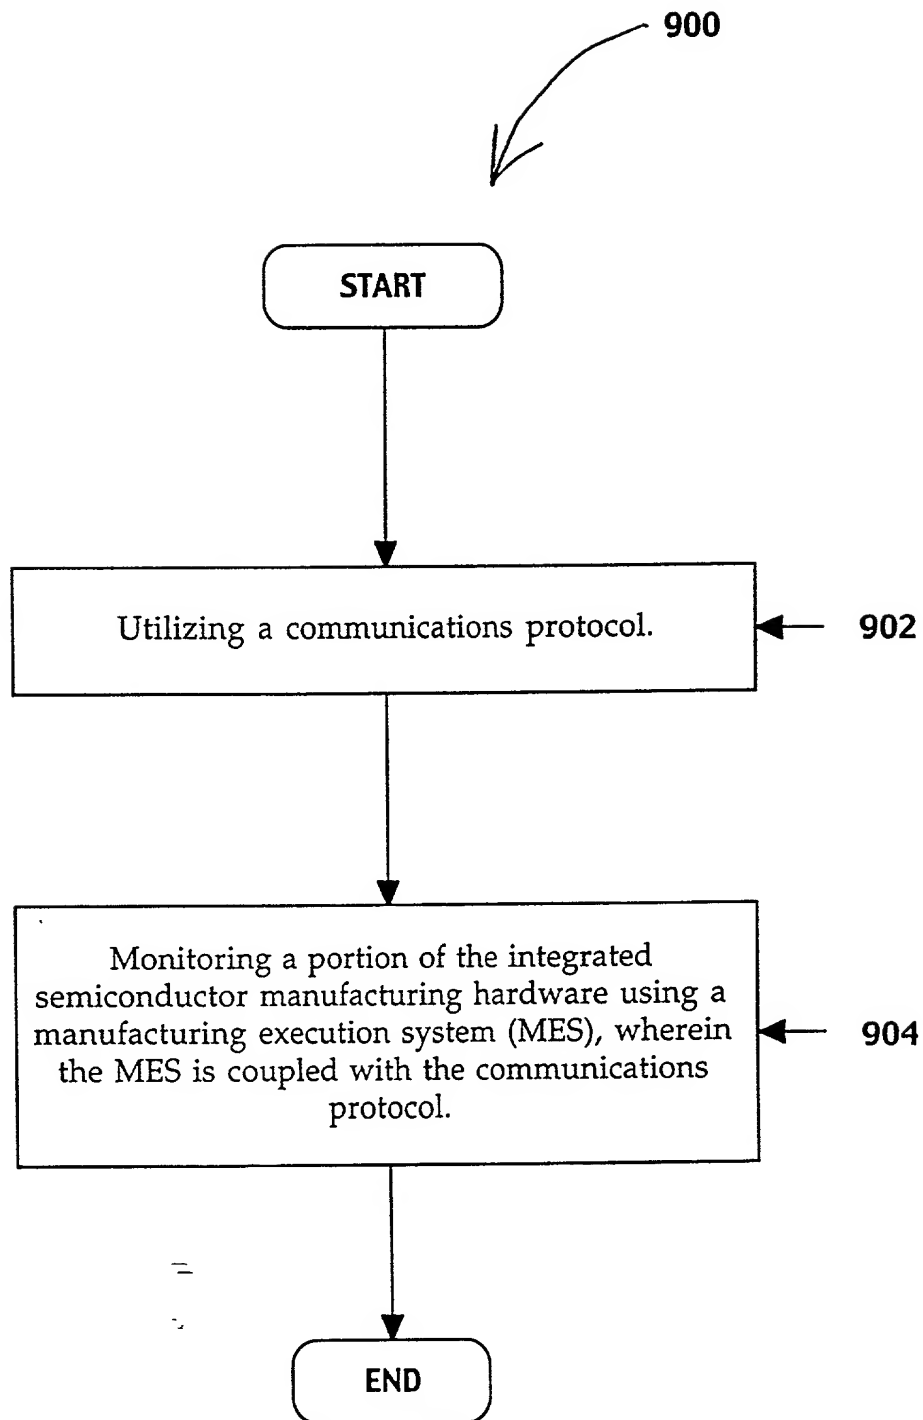 900
START
Utilizing a communications protocol.
902
Monitoring a portion of the integrated
semiconductor manufacturing hardware using a
manufacturing execution system (MES), wherein
the MES is coupled with the communications
protocol.
904
END